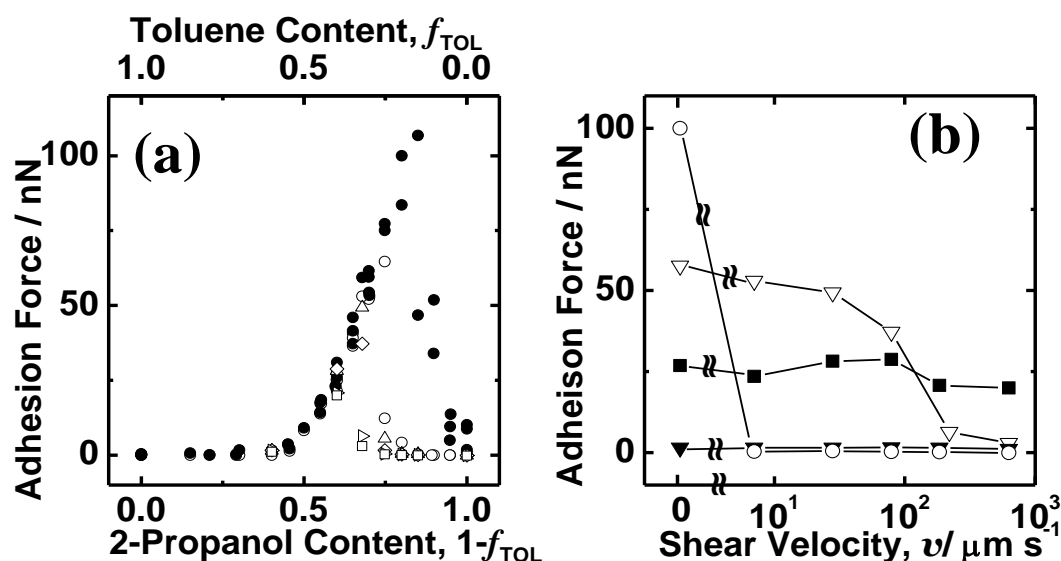 Toluene Content, fTOL
1.0 0.5 0.0
(a)
Adhesion Force / nN
100
50
0
0.0 0.5 1.0
2-Propanol Content, 1-fTOL
(b)
Adheison Force / nN
100
50
0
0 10¹ 10² 10³
Shear Velocity, υ/ μm s⁻¹